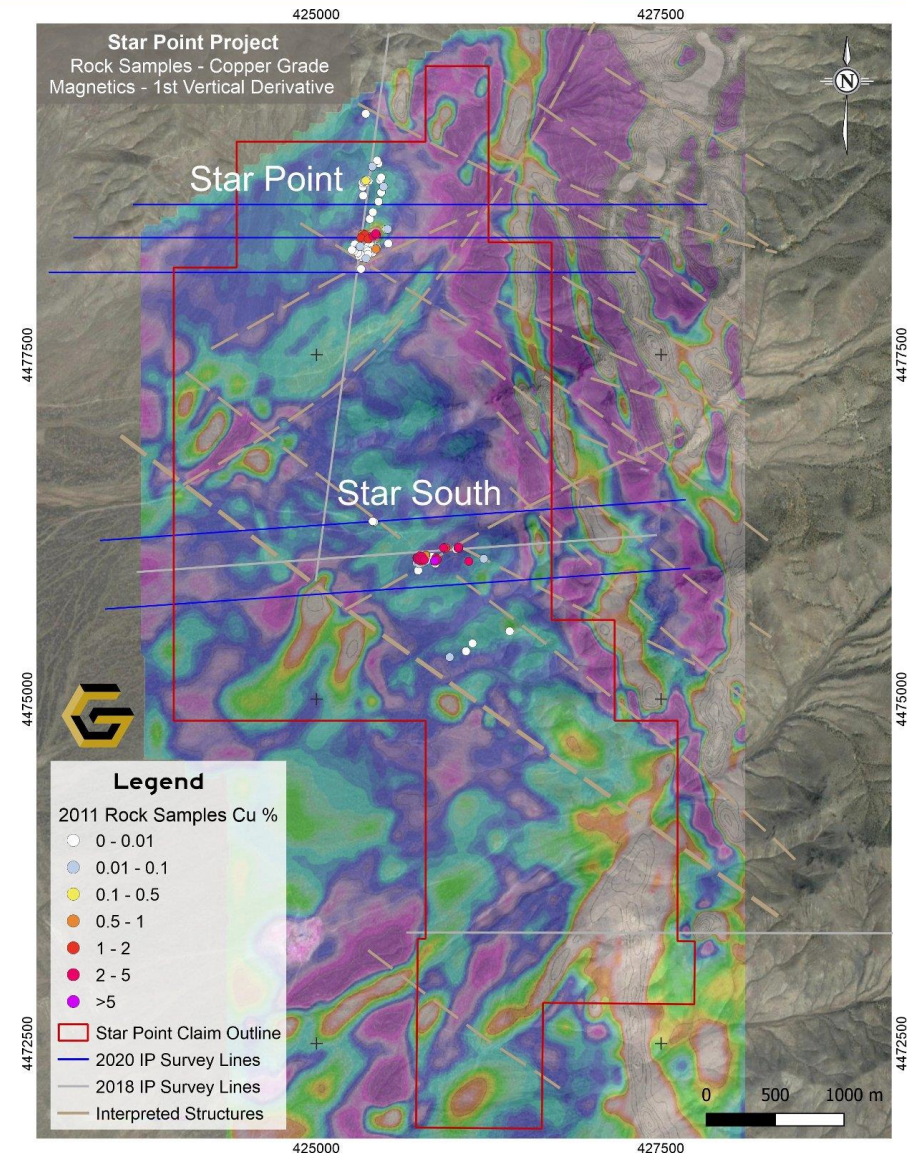 425000
427500
Star Point Project
Rock Samples - Copper Grade
Magnetics - 1st Vertical Derivative
N
Star Point
4477500
4477500
Star South
4475000
4475000
Legend
2011 Rock Samples Cu %
0 - 0.01
0.01 - 0.1
0.1 - 0.5
0.5 - 1
1 - 2
2 - 5
>5
Star Point Claim Outline
2020 IP Survey Lines
2018 IP Survey Lines
Interpreted Structures
4472500
4472500
0 500 1000 m
425000
427500